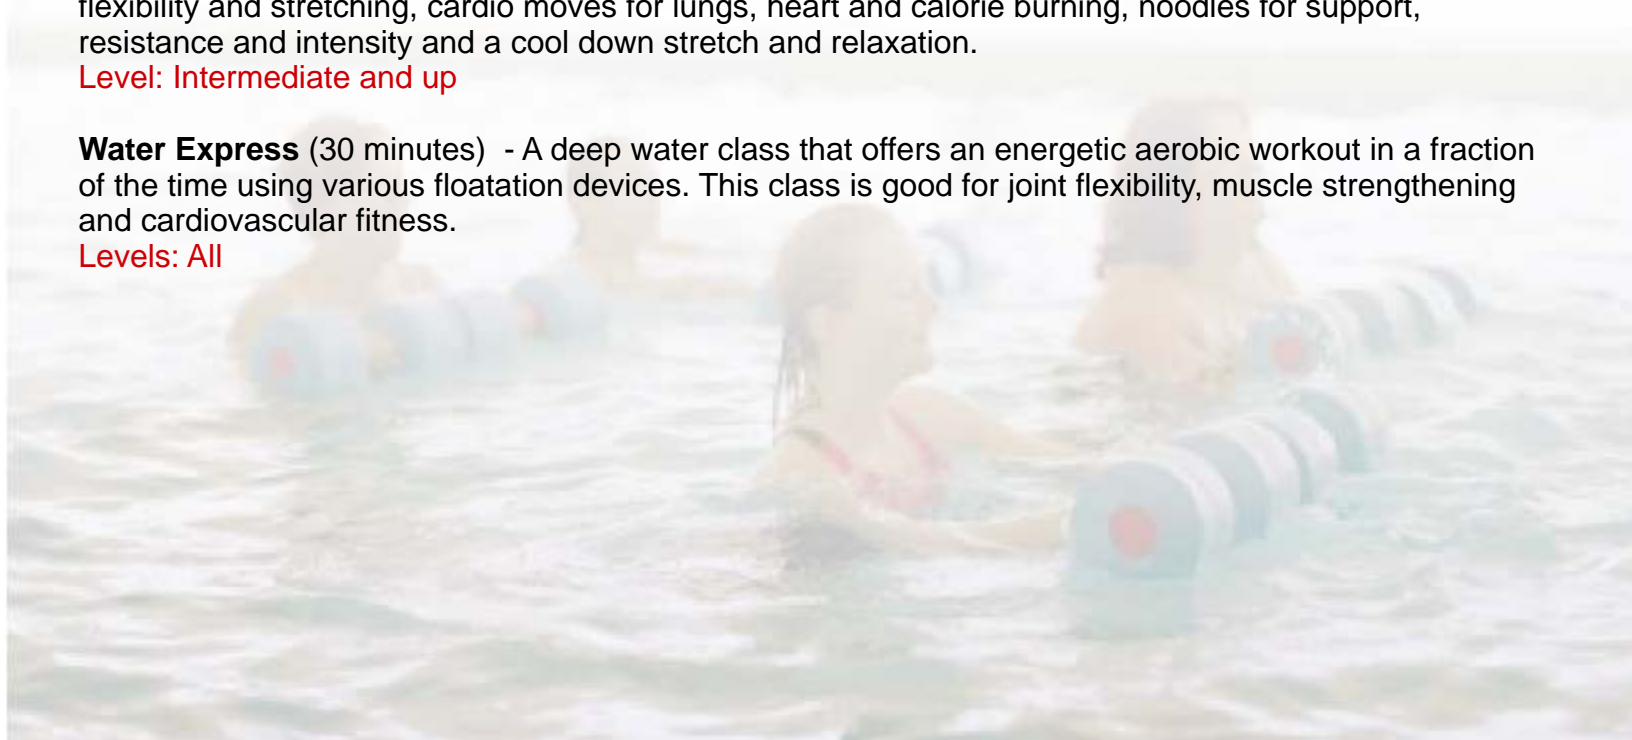 flexibility and stretching, cardio moves for lungs, heart and calorie burning, noodles for support,
resistance and intensity and a cool down stretch and relaxation.
Level: Intermediate and up
Water Express (30 minutes)  - A deep water class that offers an energetic aerobic workout in a fraction
of the time using various floatation devices. This class is good for joint flexibility, muscle strengthening
and cardiovascular fitness.
Levels: All